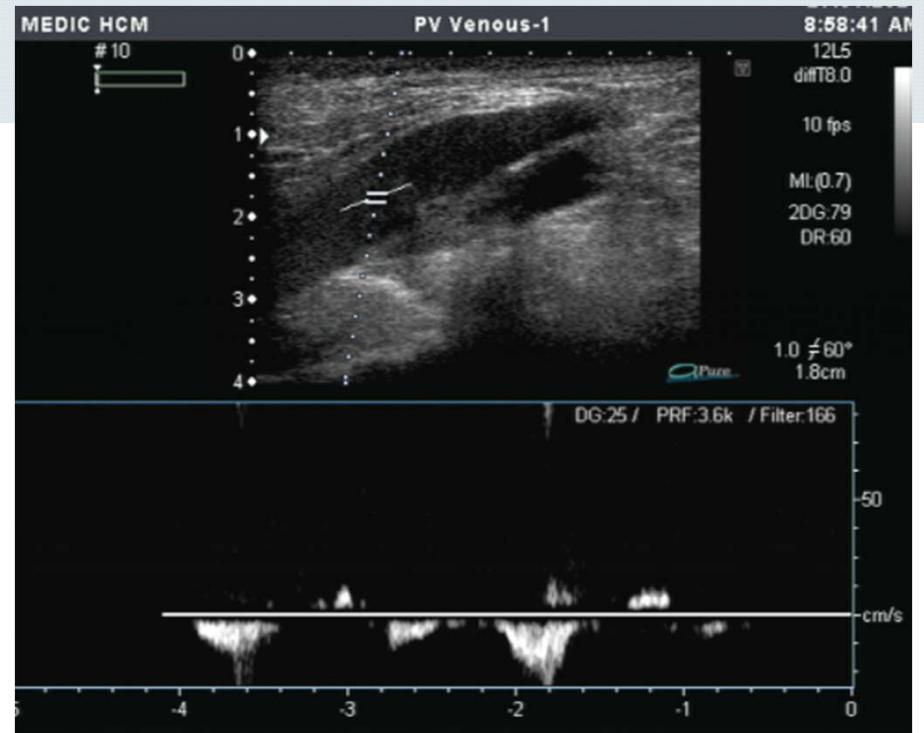 MEDIC HCM PV Venous-1 8:58:41 AM
#10
12L5
diffT8.0
10 fps
MI:(0.7)
2DG:79
DR:60
0
1
2
3
4
1.0 60°
1.8cm
aPure
DG:25 / PRF:3.6k / Filter:166
50
cm/s
-4 -3 -2 -1 0